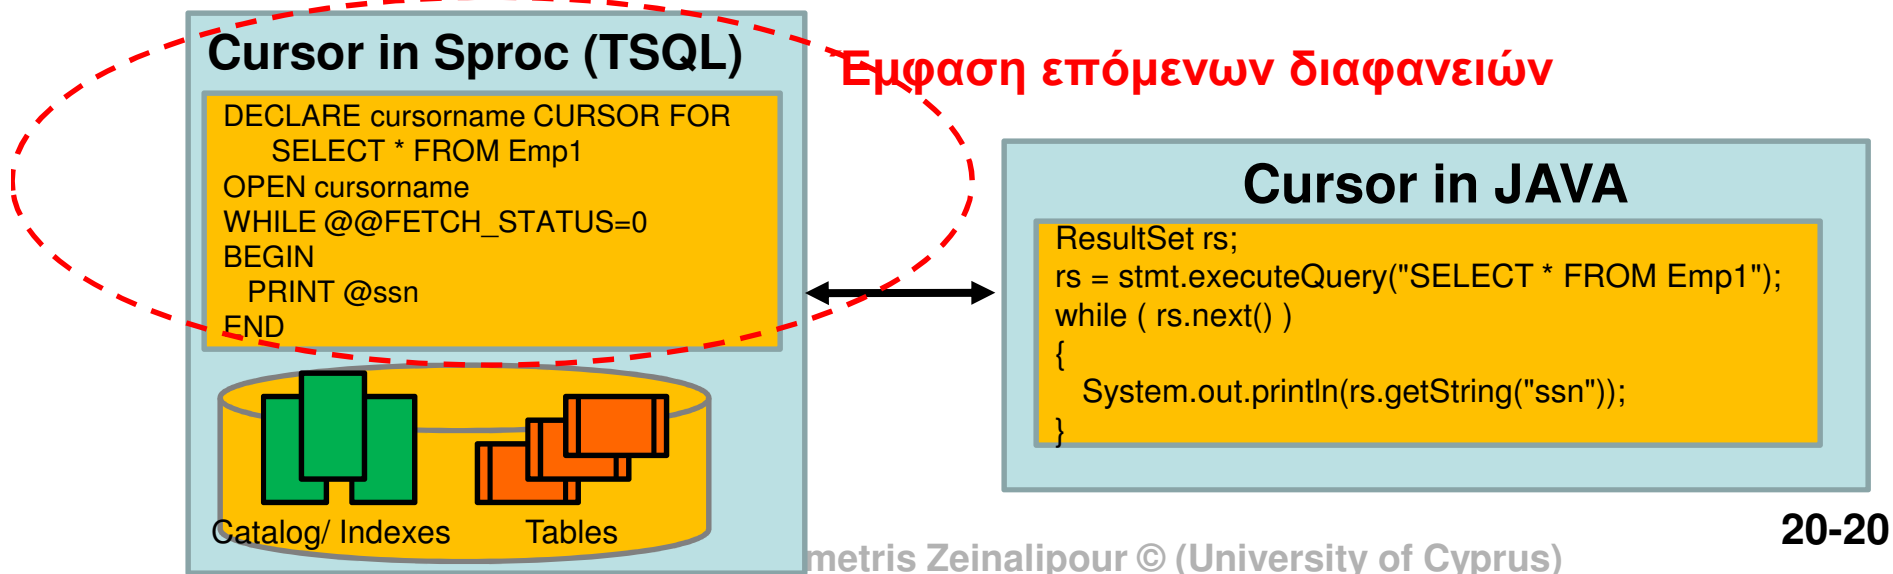 Cursor in Sproc (TSQL)
DECLARE cursorname CURSOR FOR
SELECT * FROM Emp1
OPEN cursorname
WHILE @@FETCH_STATUS=0
BEGIN
PRINT @ssn
END
Catalog/ Indexes
Tables
Έμφαση επόμενων διαφανειών
Cursor in JAVA
ResultSet rs;
rs = stmt.executeQuery("SELECT * FROM Emp1");
while ( rs.next() )
{
System.out.println(rs.getString("ssn"));
}
20-20
metris Zeinalipour © (University of Cyprus)